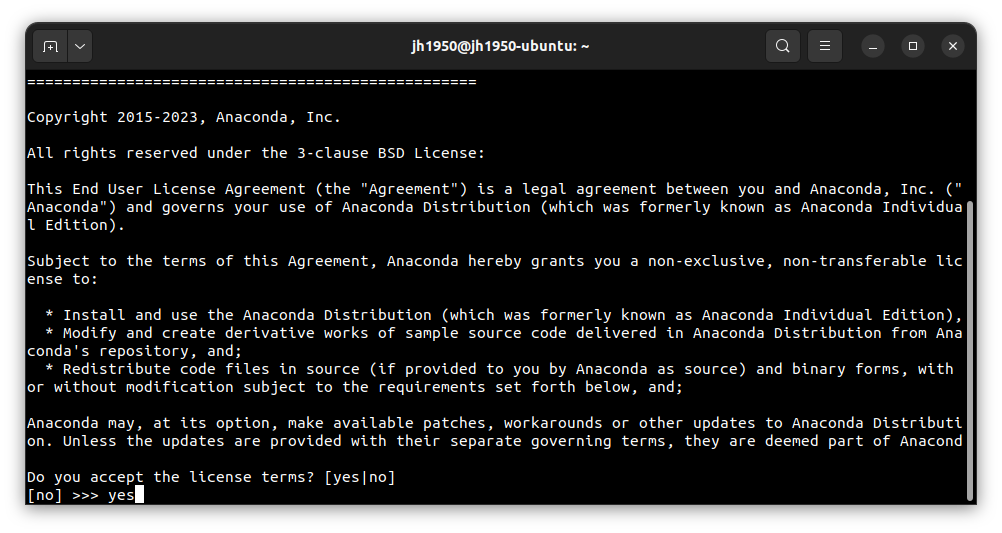 jh1950@jh1950-ubuntu: ~
==================================================
Copyright 2015-2023, Anaconda, Inc.
All rights reserved under the 3-clause BSD License:
This End User License Agreement (the "Agreement") is a legal agreement between you and Anaconda, Inc. ("
Anaconda") and governs your use of Anaconda Distribution (which was formerly known as Anaconda Individua
l Edition).
Subject to the terms of this Agreement, Anaconda hereby grants you a non-exclusive, non-transferable lic
ense to:
* Install and use the Anaconda Distribution (which was formerly known as Anaconda Individual Edition),
* Modify and create derivative works of sample source code delivered in Anaconda Distribution from Ana
conda's repository, and;
* Redistribute code files in source (if provided to you by Anaconda as source) and binary forms, with
or without modification subject to the requirements set forth below, and;
Anaconda may, at its option, make available patches, workarounds or other updates to Anaconda Distributi
on. Unless the updates are provided with their separate governing terms, they are deemed part of Anacond
Do you accept the license terms? [yes|no]
[no] >>> yes